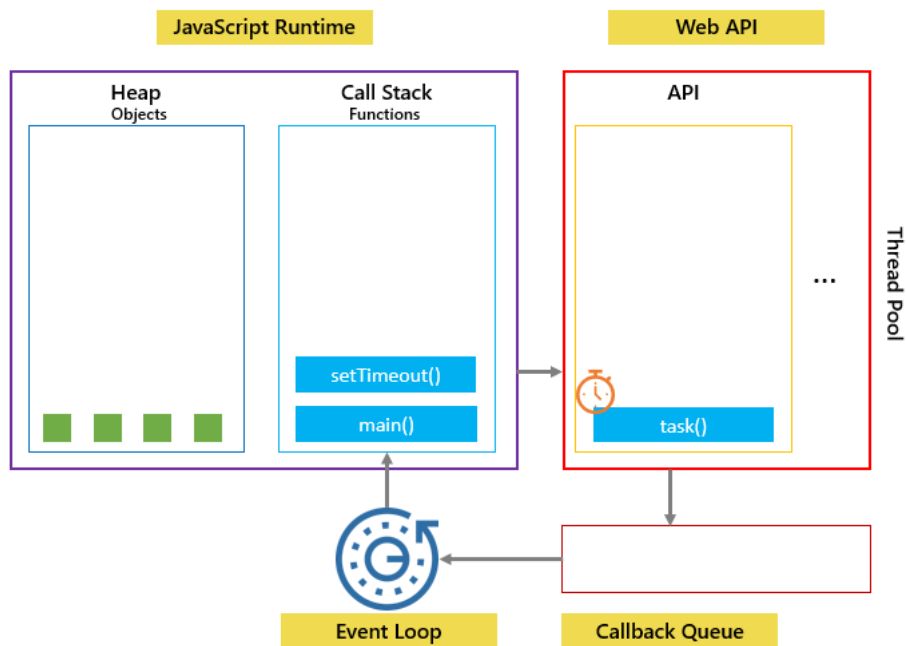 JavaScript Runtime
Web API
Heap
Objects
Call Stack
Functions
API
Thread Pool
...
setTimeout()
main()
task()
Event Loop
Callback Queue